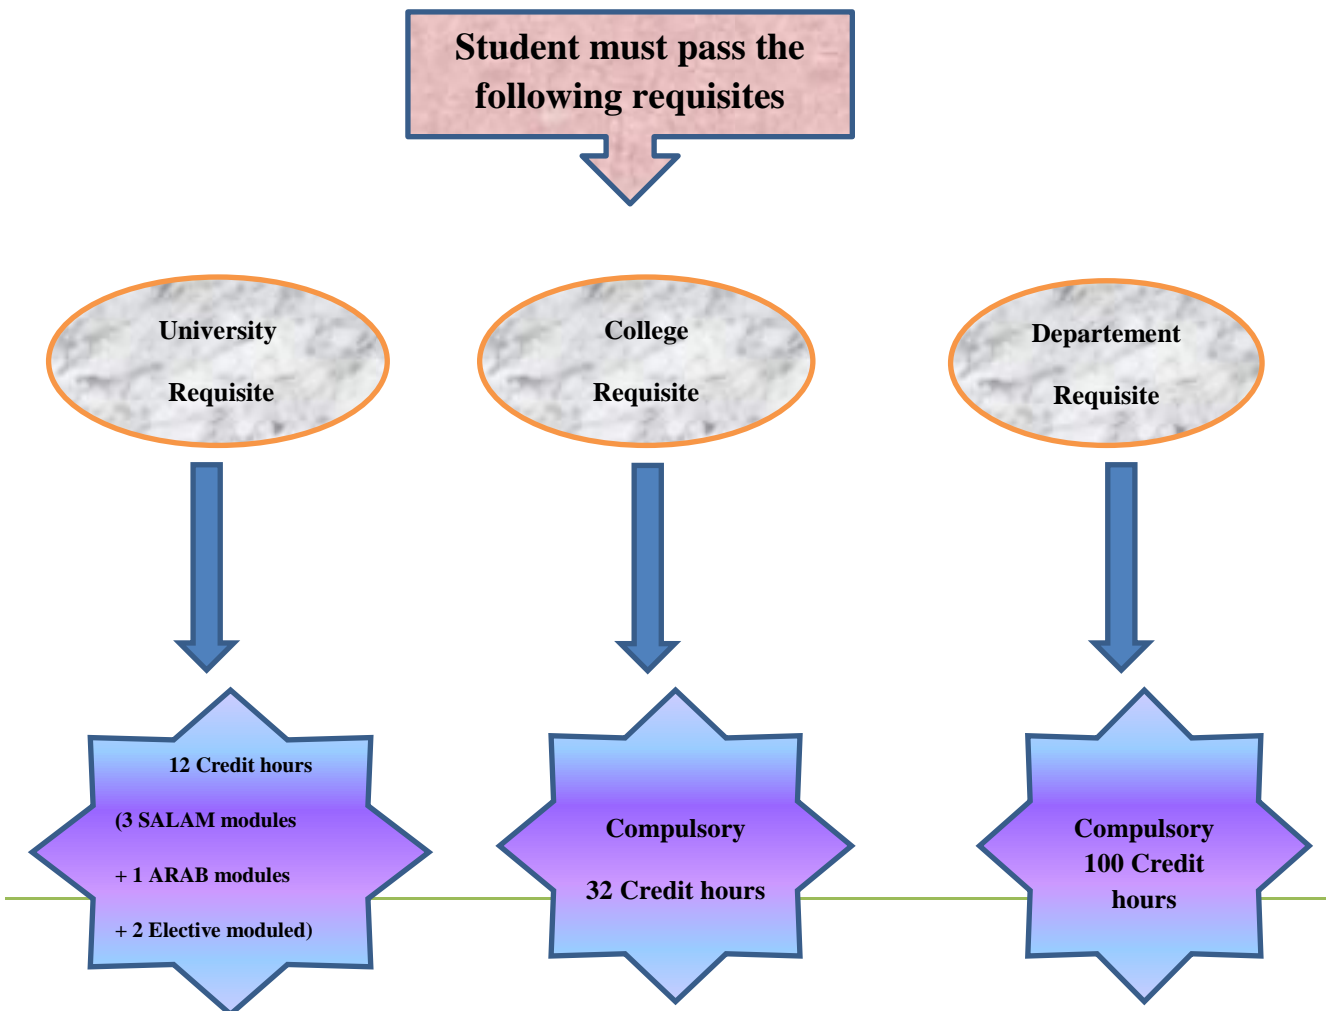 Student must pass the
following requisites
University
Requisite
College
Requisite
Departement
Requisite
12 Credit hours
(3 SALAM modules
+ 1 ARAB modules
+ 2 Elective moduled)
Compulsory
32 Credit hours
Compulsory
100 Credit
hours